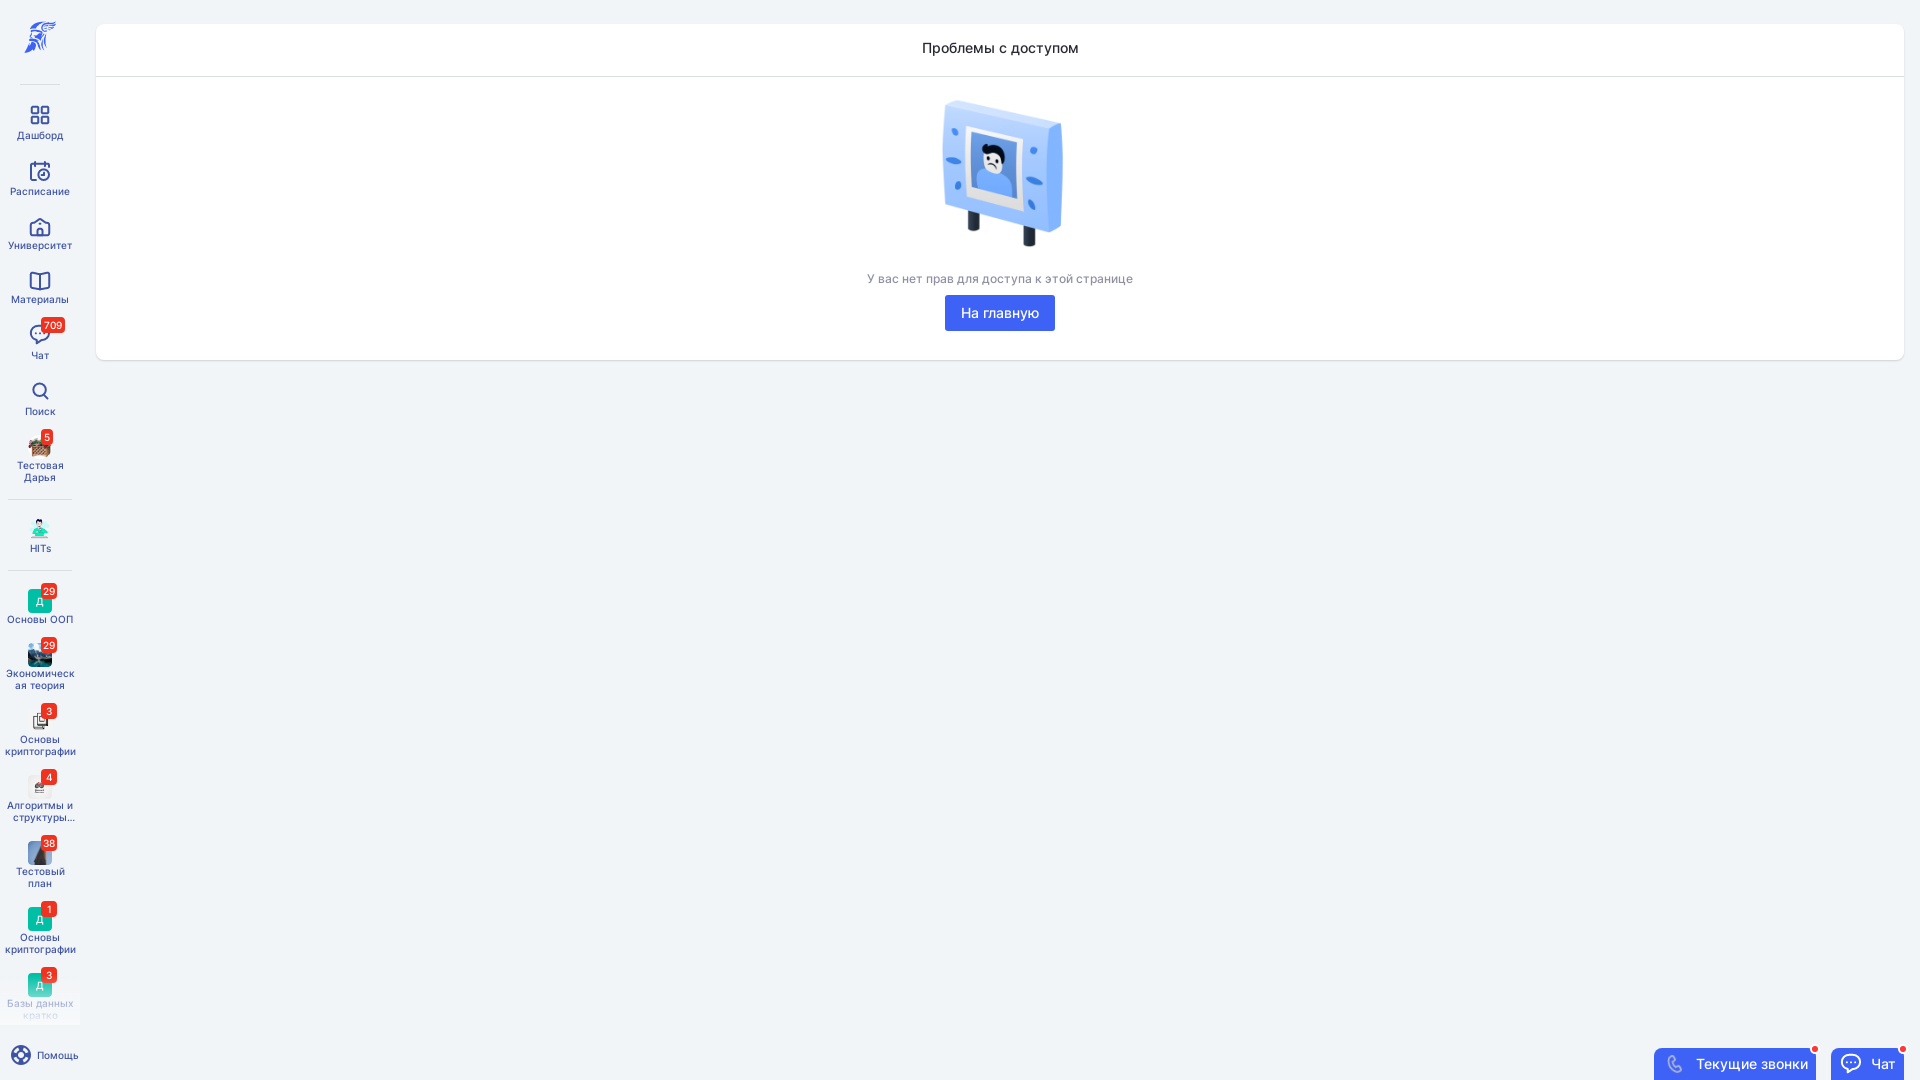 Проблемы с доступом
У вас нет прав для доступа к этой странице
На главную
Дашборд
Расписание
Университет
Материалы
709
Чат
Поиск
5
Тестовая
Дарья
HITs
29
Д
Основы ООП
29
Экономическ
ая теория
3
Основы
криптографии
4
Алгоритмы и
структуры...
38
Тестовый
план
1
Д
Основы
криптографии
3
Д
Базы данных
кратко
Помощь
Текущие звонки
Чат